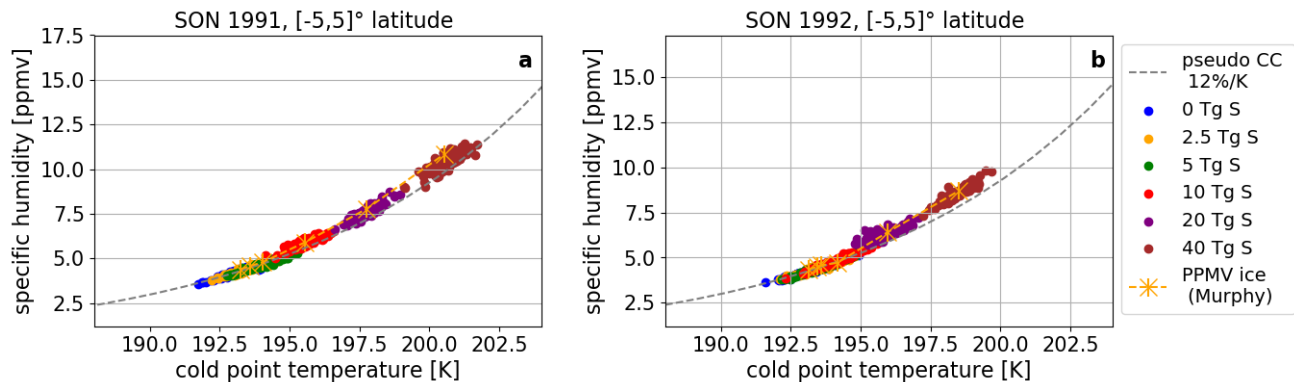 SON 1991, [-5,5]° latitude
17.5
15.0
12.5
10.0
7.5
5.0
2.5
specific humidity [ppmv]
a
190.0 192.5 195.0 197.5 200.0 202.5
cold point temperature [K]
SON 1992, [-5,5]° latitude
15.0
12.5
10.0
7.5
5.0
2.5
specific humidity [ppmv]
b
190.0 192.5 195.0 197.5 200.0 202.5
cold point temperature [K]
pseudo CC
12%/K
0 Tg S
2.5 Tg S
5 Tg S
10 Tg S
20 Tg S
40 Tg S
PPMV ice
(Murphy)